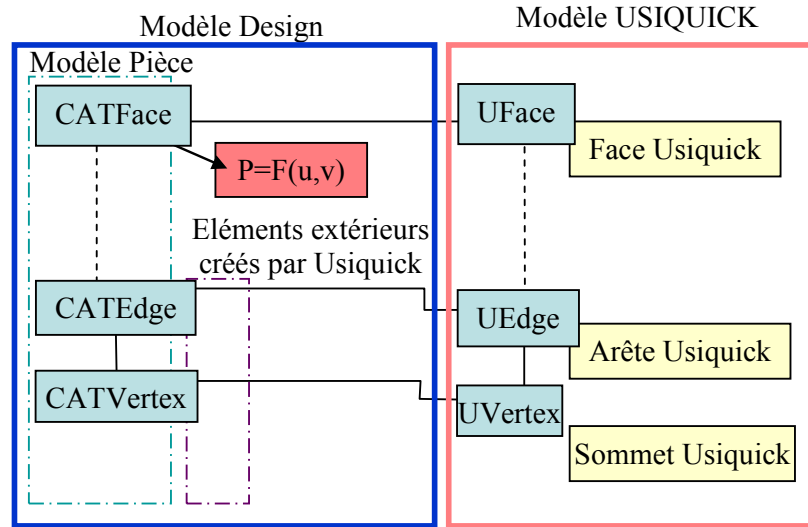 Modèle Design
Modèle USIQUICK
Modèle Pièce
CATFace
UFace
Face Usiquick
P=F(u,v)
Eléments extérieurs
créés par Usiquick
CATEdge
UEdge
Arête Usiquick
CATVertex
UVertex
Sommet Usiquick